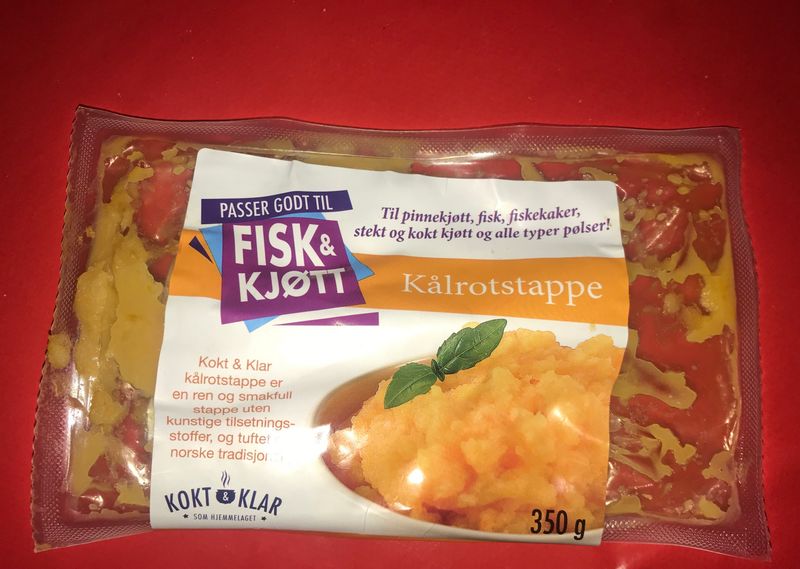 PASSER GODT TIL
FISK &
KJØTT
Til pinnekjøtt, fisk, fiskekaker,
stekt og kokt kjøtt og alle typer pølser!
Kålrotstappe
Kokt & Klar
kålrotstappe er
en ren og smakfull
stappe uten
kunstige tilsetnings-
stoffer, og tuftet
norske tradisjon
KOKT & KLAR
SOM HJEMMELAGET
350 g